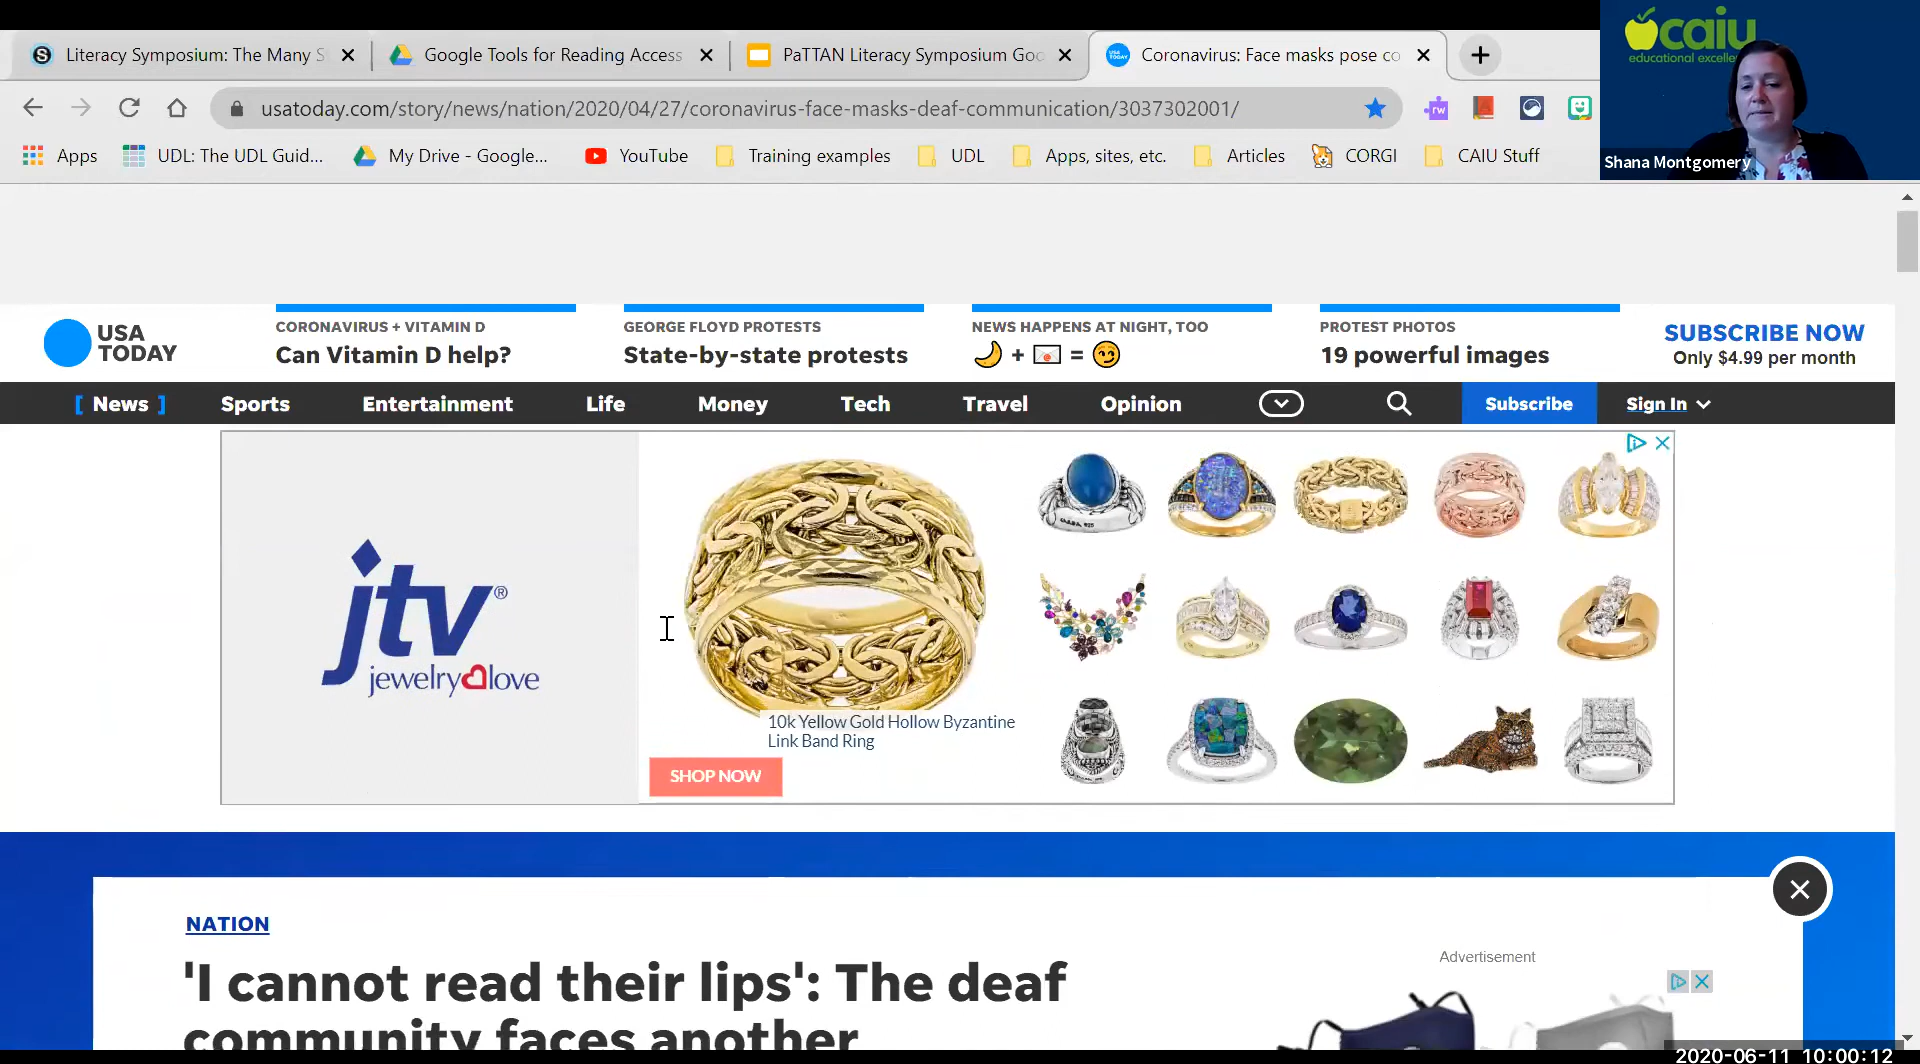 Literacy Symposium: The Many S
Google Tools for Reading Access
PaTTAN Literacy Symposium Goo
Coronavirus: Face masks pose co
caiu
educational excelle
usatoday.com/story/news/nation/2020/04/27/coronavirus-face-masks-deaf-communication/3037302001/
rw
Apps
UDL: The UDL Guid...
My Drive - Google...
YouTube
Training examples
UDL
Apps, sites, etc.
Articles
CORGI
CAIU Stuff
Shana Montgomery
USA
TODAY
CORONAVIRUS + VITAMIN D
Can Vitamin D help?
GEORGE FLOYD PROTESTS
State-by-state protests
NEWS HAPPENS AT NIGHT, TOO
+ =
PROTEST PHOTOS
19 powerful images
SUBSCRIBE NOW
Only $4.99 per month
[ News ]
Sports
Entertainment
Life
Money
Tech
Travel
Opinion
Subscribe
Sign In
jtv®
jewelry love
10k Yellow Gold Hollow Byzantine
Link Band Ring
SHOP NOW
NATION
'I cannot read their lips': The deaf
community faces another
Advertisement
2020-06-11 10:00:12